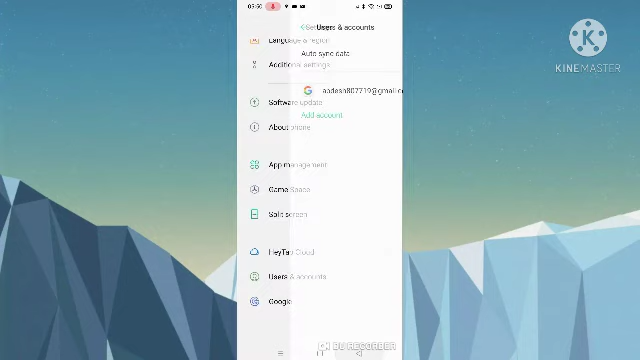 Users & accounts
Language & region
Auto sync data
Additional settings
Software update
Add account
About phone
App management
Game Space
Split screen
HeyTap Cloud
Users & accounts
Google
KINEMASTER
DU RECORDER